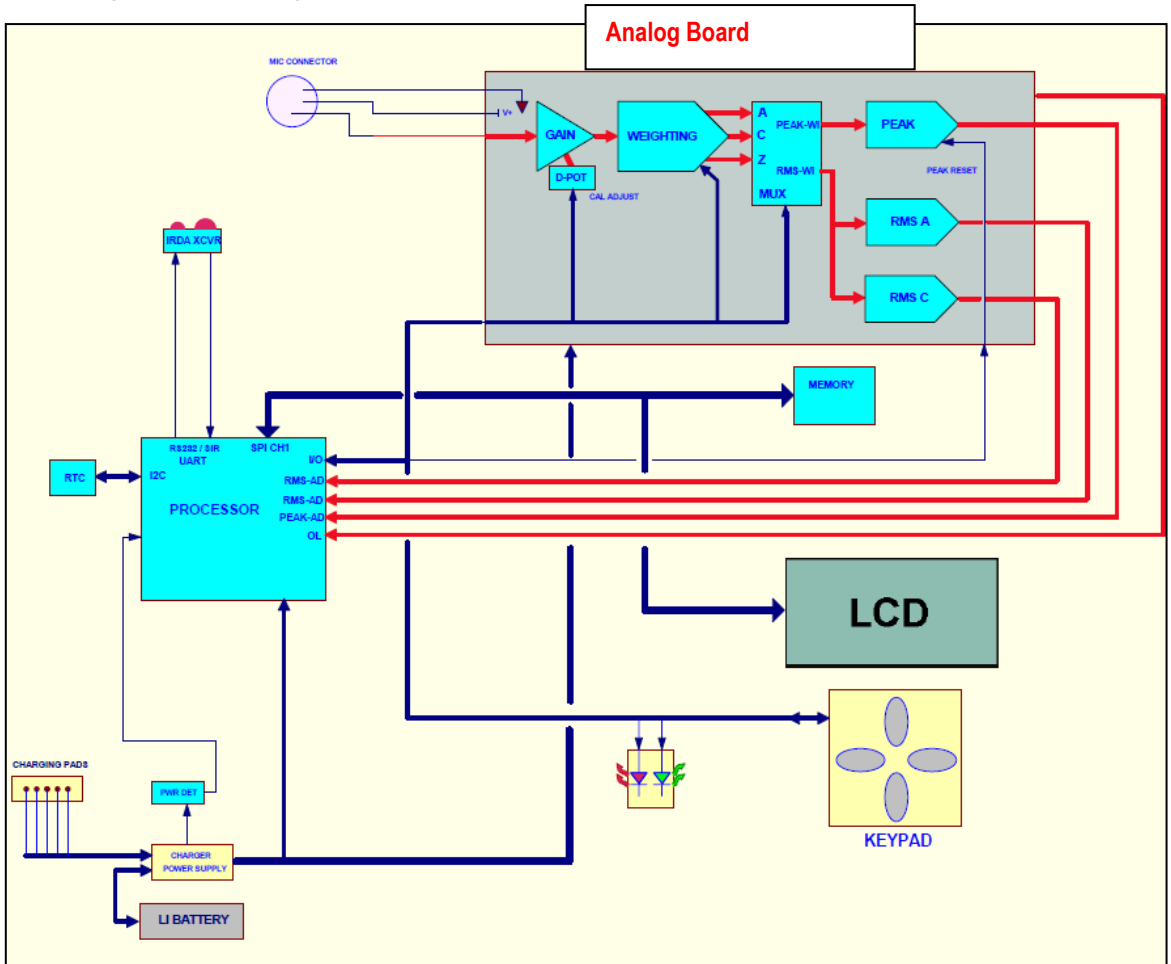 Analog Board
MIC CONNECTOR
V+
GAIN
WEIGHTING
A
C
Z
PEAK-WI
RMS-WI
MUX
PEAK
D-POT
CAL ADJUST
PEAK RESET
RMS A
RMS C
IRDA XCVR
MEMORY
RS232 / SIR
UART
SPI CH1
I/O
RTC
I2C
RMS-AD
PROCESSOR
RMS-AD
PEAK-AD
OL
LCD
CHARGING PADS
PWR DET
KEYPAD
CHARGER
POWER SUPPLY
LI BATTERY